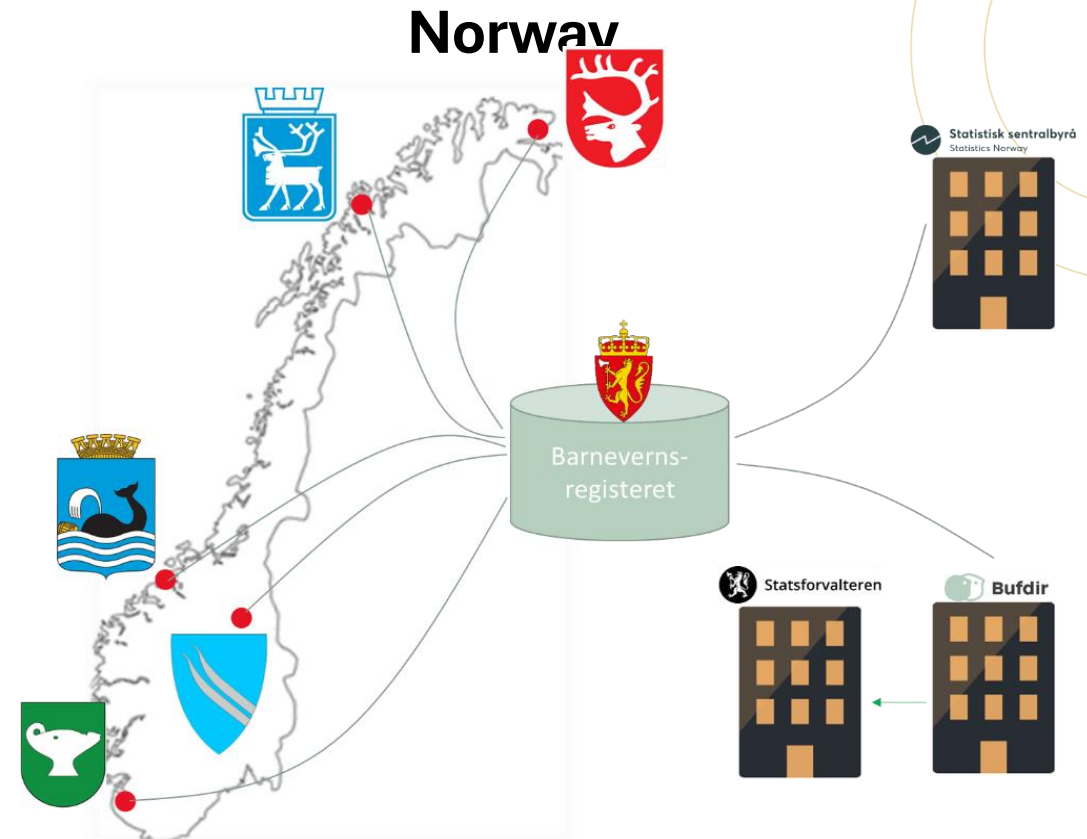 Norway
Statistisk sentralbyrå
Statistics Norway
Barneverns-
registeret
Statsforvalteren
Bufdir